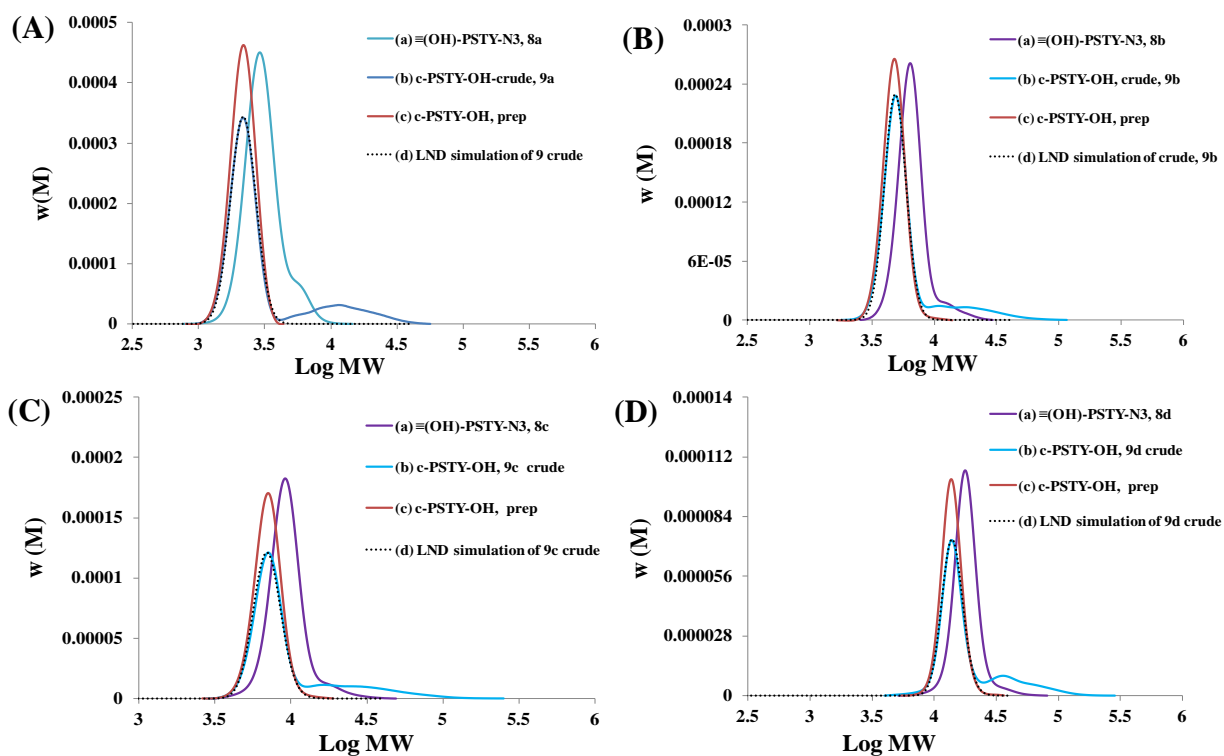 (A)
0.0005
0.0004
0.0003
0.0002
0.0001
0
w(M)
2.5 3 3.5 4 4.5 5 5.5 6
Log MW
(a) ≡(OH)-PSTY-N3, 8a
(b) c-PSTY-OH-crude, 9a
(c) c-PSTY-OH, prep
(d) LND simulation of 9 crude
(B)
0.0003
0.00024
0.00018
0.00012
6E-05
0
w (M)
2.5 3 3.5 4 4.5 5 5.5 6
Log MW
(a) ≡(OH)-PSTY-N3, 8b
(b) c-PSTY-OH, crude, 9b
(c) c-PSTY-OH, prep
(d) LND simulation of crude, 9b
(C)
0.00025
0.0002
0.00015
0.0001
0.00005
0
w (M)
3 3.5 4 4.5 5 5.5 6
Log MW
(a) ≡(OH)-PSTY-N3, 8c
(b) c-PSTY-OH, 9c crude
(c) c-PSTY-OH, prep
(d) LND simulation of 9c crude
(D)
0.00014
0.000112
0.000084
0.000056
0.000028
0
w (M)
2.5 3 3.5 4 4.5 5 5.5 6
Log MW
(a) ≡(OH)-PSTY-N3, 8d
(b) c-PSTY-OH, 9d crude
(c) c-PSTY-OH, prep
(d) LND simulation of 9d crude